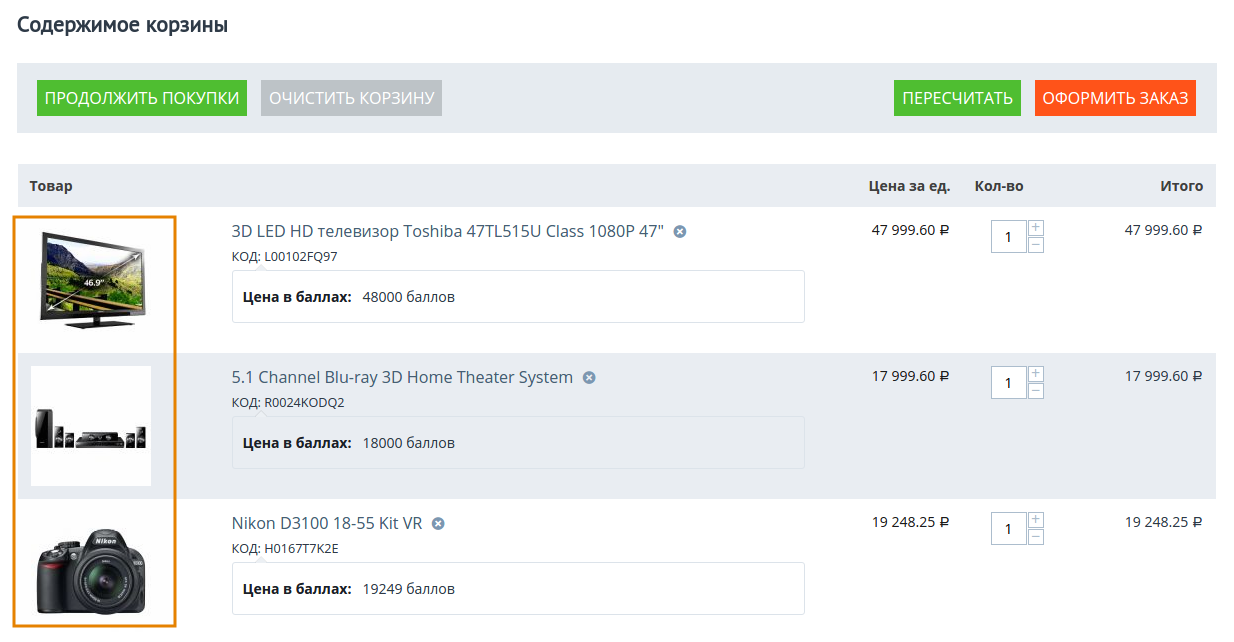 Содержимое корзины
ПРОДОЛЖИТЬ ПОКУПКИ ОЧИСТИТЬ КОРЗИНУ ПЕРЕСЧИТАТЬ ОФОРМИТЬ ЗАКАЗ
Товар Цена за ед. Кол-во Итого
3D LED HD телевизор Toshiba 47TL515U Class 1080P 47" 47 999.60 ₽ 1 + − 47 999.60 ₽
КОД: L00102FQ97
46.9"
Цена в баллах: 48000 баллов
5.1 Channel Blu-ray 3D Home Theater System 17 999.60 ₽ 1 + − 17 999.60 ₽
КОД: R0024KODQ2
Цена в баллах: 18000 баллов
Nikon D3100 18-55 Kit VR 19 248.25 ₽ 1 + − 19 248.25 ₽
Nikon
КОД: H0167T7K2E
Цена в баллах: 19249 баллов